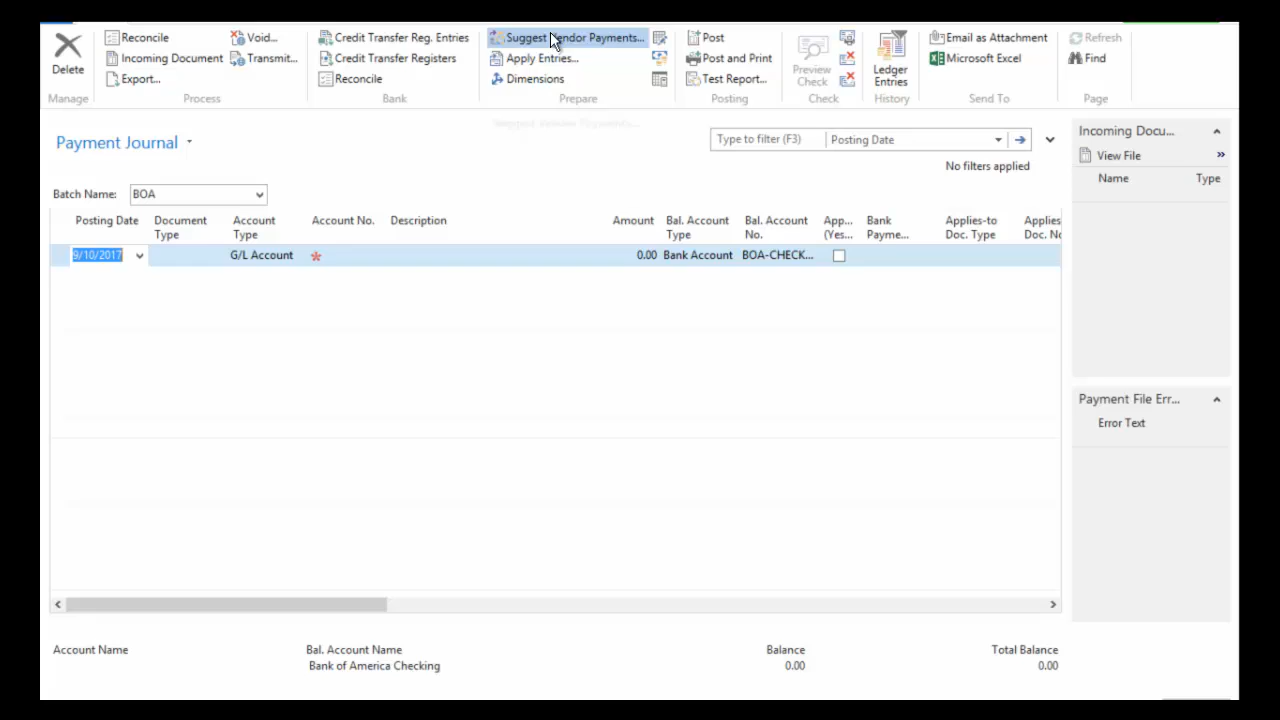 Delete
Manage
Reconcile
Void...
Incoming Document
Transmit...
Export...
Process
Credit Transfer Reg. Entries
Credit Transfer Registers
Reconcile
Bank
Suggest Vendor Payments...
Apply Entries...
Dimensions
Prepare
Post
Post and Print
Test Report...
Posting
Preview
Check
Check
Ledger
Entries
History
Email as Attachment
Microsoft Excel
Send To
Refresh
Find
Page
Suggest Vendor Payments...
Payment Journal
Type to filter (F3)
Posting Date
No filters applied
Batch Name:
BOA
Posting Date
Document
Type
Account
Type
Account No.
Description
Amount
Bal. Account
Type
Bal. Account
No.
App...
(Yes...
Bank
Payme...
Applies-to
Doc. Type
Applies
Doc. No
9/10/2017
G/L Account
*
0.00
Bank Account
BOA-CHECK...
Incoming Docu...
View File
»
Name
Type
Payment File Err...
Error Text
Account Name
Bal. Account Name
Bank of America Checking
Balance
0.00
Total Balance
0.00